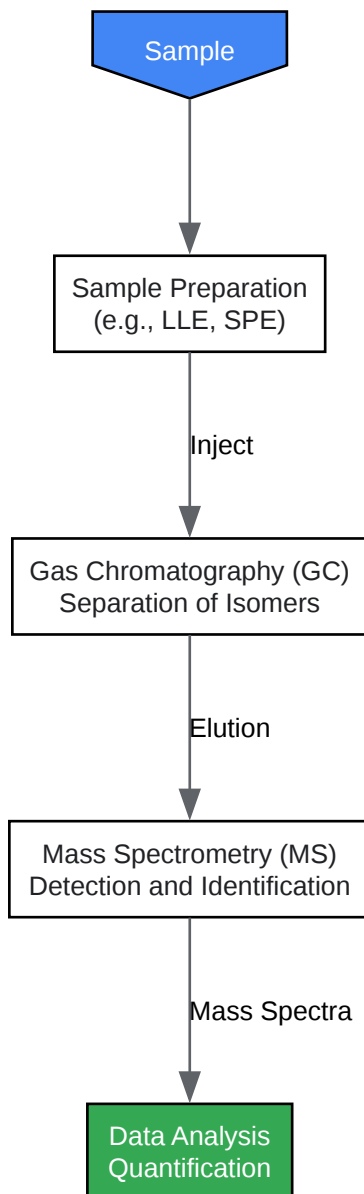 Sample
Sample Preparation
(e.g., LLE, SPE)
Inject
Gas Chromatography (GC)
Separation of Isomers
Elution
Mass Spectrometry (MS)
Detection and Identification
Mass Spectra
Data Analysis
Quantification